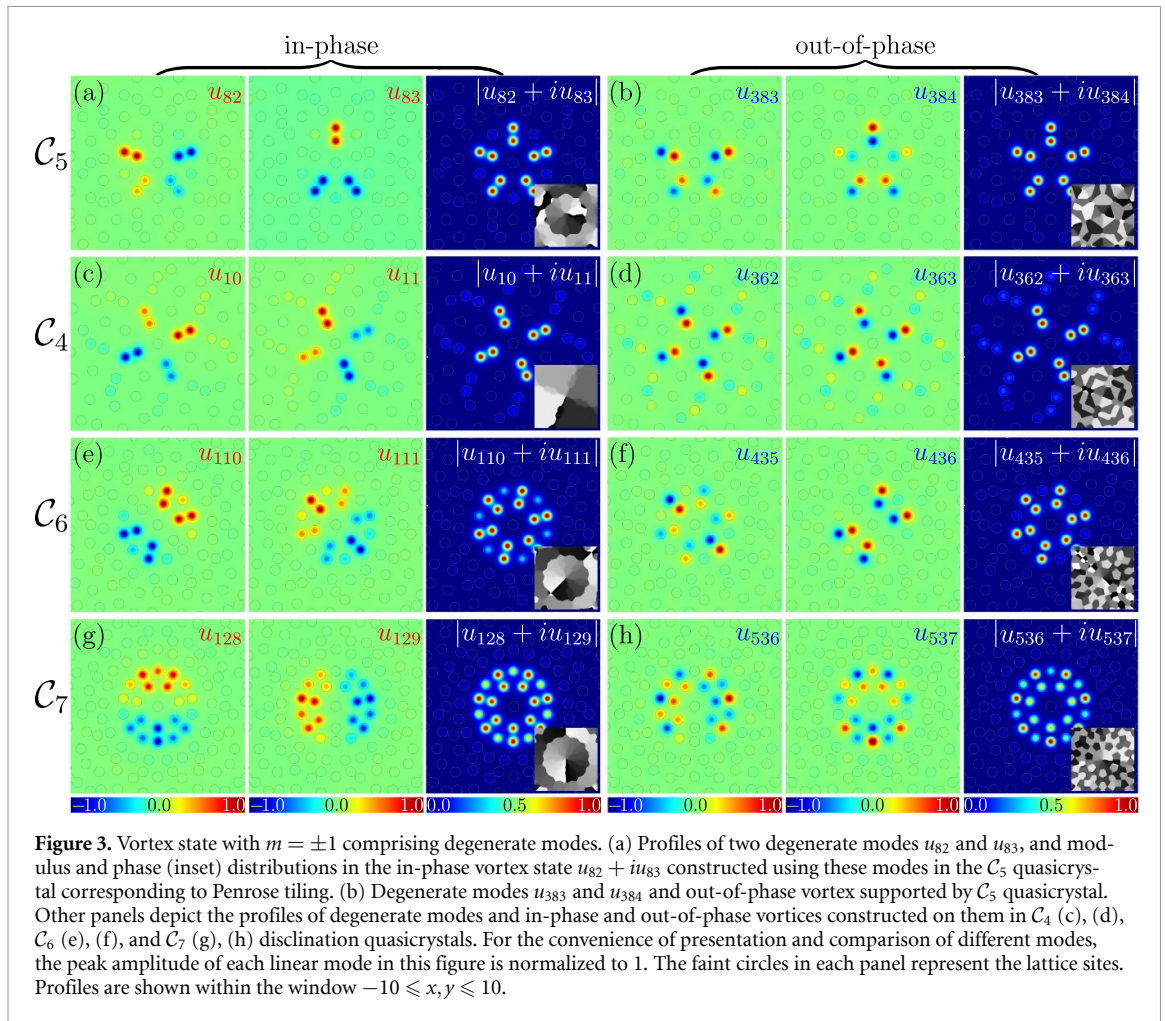 in-phase out-of-phase
(a) u₈₂ u₈₃ |u₈₂ + iu₈₃| (b) u₃₈₃ u₃₈₄ |u₃₈₃ + iu₃₈₄|
𝒞₅
(c) u₁₀ u₁₁ |u₁₀ + iu₁₁| (d) u₃₆₂ u₃₆₃ |u₃₆₂ + iu₃₆₃|
𝒞₄
(e) u₁₁₀ u₁₁₁ |u₁₁₀ + iu₁₁₁| (f) u₄₃₅ u₄₃₆ |u₄₃₅ + iu₄₃₆|
𝒞₆
(g) u₁₂₈ u₁₂₉ |u₁₂₈ + iu₁₂₉| (h) u₅₃₆ u₅₃₇ |u₅₃₆ + iu₅₃₇|
𝒞₇
−1.0 0.0 1.0 −1.0 0.0 1.0 0.0 0.5 1.0 −1.0 0.0 1.0 −1.0 0.0 1.0 0.0 0.5 1.0
Figure 3. Vortex state with m = ±1 comprising degenerate modes. (a) Profiles of two degenerate modes u₈₂ and u₈₃, and mod-
ulus and phase (inset) distributions in the in-phase vortex state u₈₂ + iu₈₃ constructed using these modes in the 𝒞₅ quasicrys-
tal corresponding to Penrose tiling. (b) Degenerate modes u₃₈₃ and u₃₈₄ and out-of-phase vortex supported by 𝒞₅ quasicrystal.
Other panels depict the profiles of degenerate modes and in-phase and out-of-phase vortices constructed on them in 𝒞₄ (c), (d),
𝒞₆ (e), (f), and 𝒞₇ (g), (h) disclination quasicrystals. For the convenience of presentation and comparison of different modes,
the peak amplitude of each linear mode in this figure is normalized to 1. The faint circles in each panel represent the lattice sites.
Profiles are shown within the window −10 ⩽ x, y ⩽ 10.